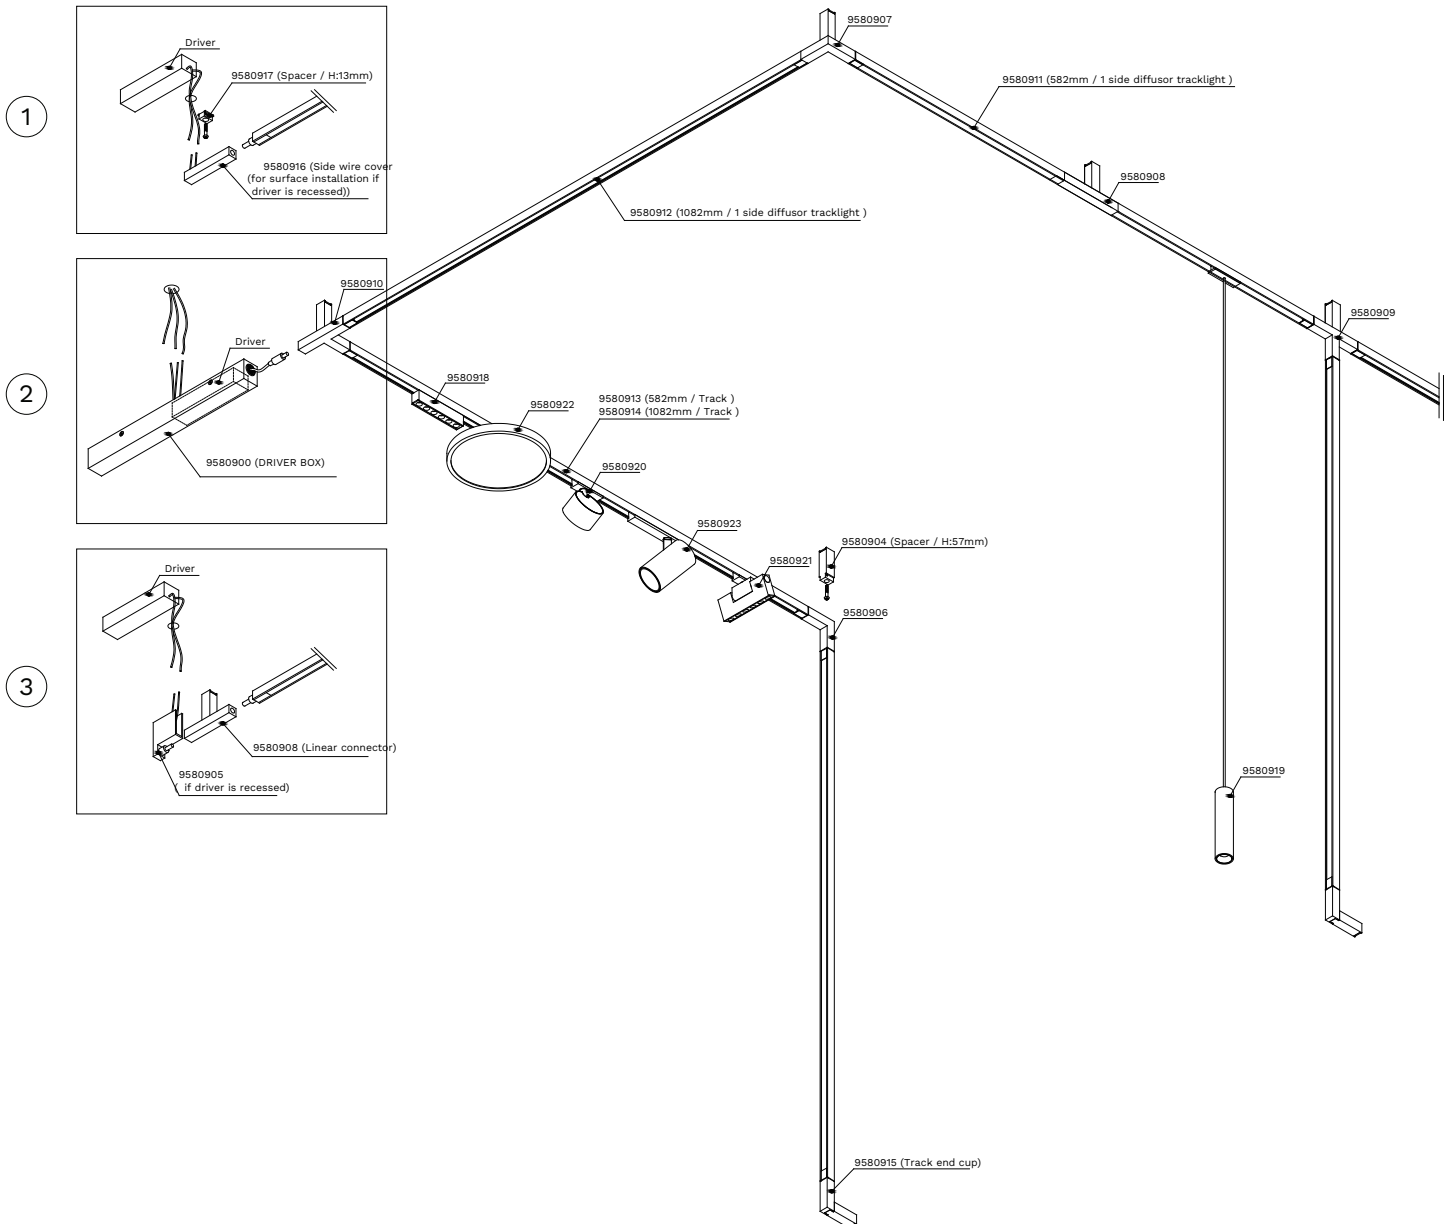 1
Driver
9580917 (Spacer / H:13mm)
9580916 (Side wire cover
(for surface installation if
driver is recessed))
2
Driver
9580900 (DRIVER BOX)
3
Driver
9580908 (Linear connector)
9580905
( if driver is recessed)
9580907
9580911 (582mm / 1 side diffusor tracklight )
9580908
9580912 (1082mm / 1 side diffusor tracklight )
9580910
9580909
9580918
9580922
9580913 (582mm / Track )
9580914 (1082mm / Track )
9580920
9580923
9580921
9580904 (Spacer / H:57mm)
9580906
9580919
9580915 (Track end cup)